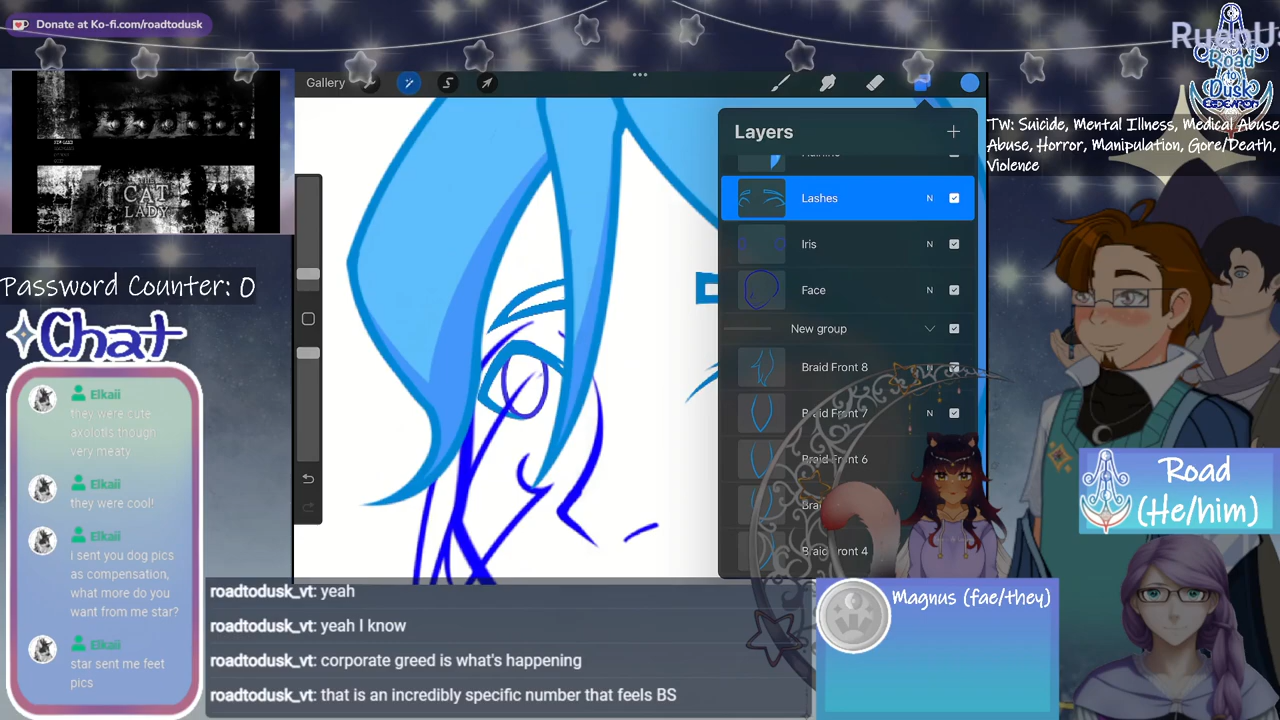 Donate at Ko-fi.com/roadtodusk
Gallery
Layers
Road
to
Dusk
TW: Suicide, Mental Illness, Medical Abuse
Abuse, Horror, Manipulation, Gore/Death,
Violence
THE
CAT
LADY
Lashes
N
Iris
N
Face
N
New group
Braid Front 8
Braid Front 7
N
Braid Front 6
Braid Front 4
Password Counter: 0
Chat
Elkaii
they were cute
axolotls though
very meaty
Elkaii
they were cool!
Elkaii
i sent you dog pics
as compensation,
what more do you
want from me star?
Elkaii
star sent me feet
pics
roadtodusk_vt: yeah
roadtodusk_vt: yeah I know
roadtodusk_vt: corporate greed is what's happening
roadtodusk_vt: that is an incredibly specific number that feels BS
Road
(He/him)
Magnus (fae/they)